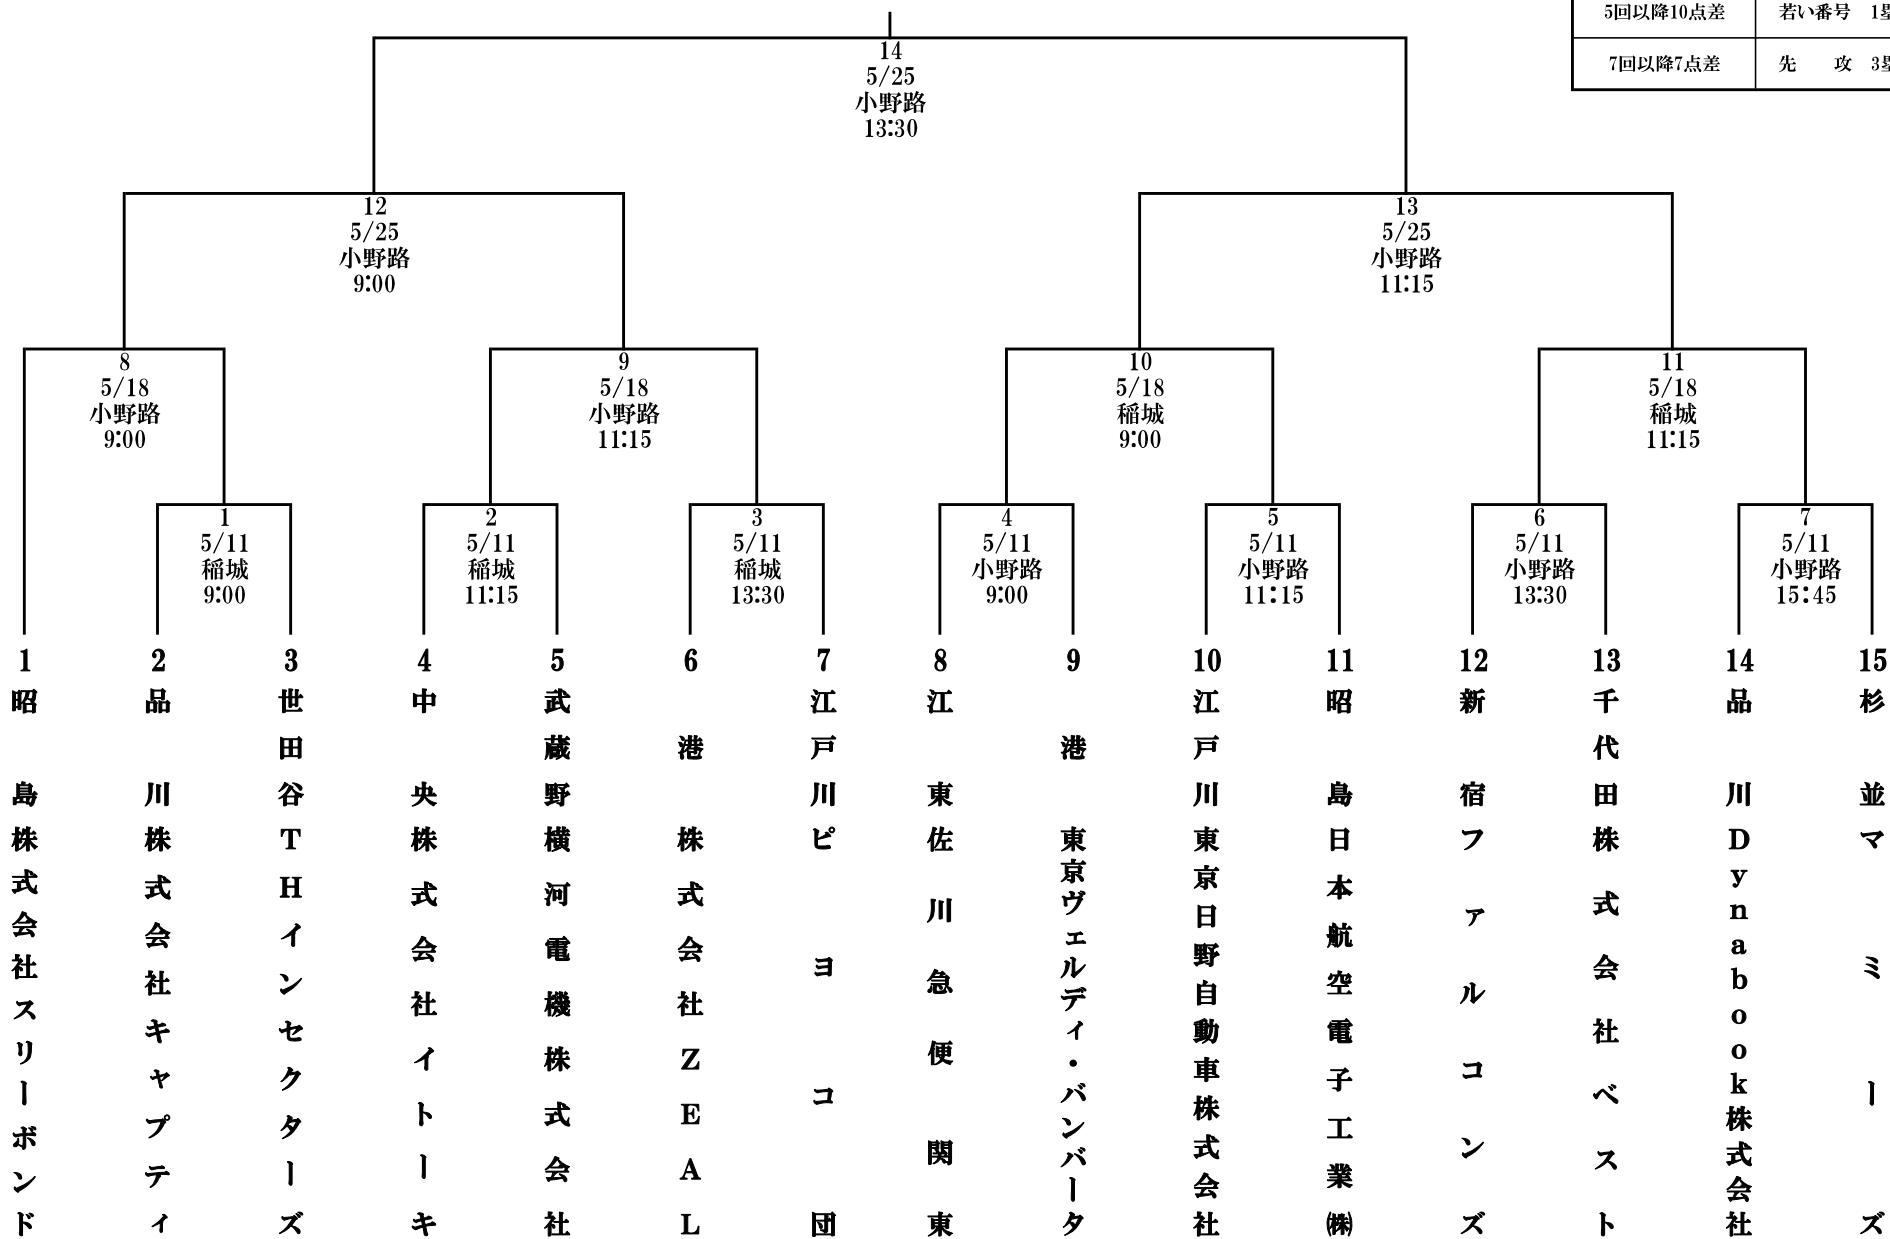 5回以降10点差 若い番号 1塁
7回以降7点差 先 攻 3塁
14
5/25
小野路
13:30
12
5/25
小野路
9:00
13
5/25
小野路
11:15
8
5/18
小野路
9:00
9
5/18
小野路
11:15
10
5/18
稲城
9:00
11
5/18
稲城
11:15
1
5/11
稲城
9:00
2
5/11
稲城
11:15
3
5/11
稲城
13:30
4
5/11
小野路
9:00
5
5/11
小野路
11:15
6
5/11
小野路
13:30
7
5/11
小野路
15:45
1 昭島 株式会社スリーボンド
2 品川 株式会社キャプティ
3 世田谷 THインセクターズ
4 中央 株式会社イトーキ
5 武蔵野 横河電機株式会社
6 港 株式会社ZEAL
7 江戸川 ピヨコ団
8 江東 佐川急便関東
9 港 東京ヴェルディ・バンバータ
10 江戸川 東京日野自動車株式会社
11 昭島 日本航空電子工業㈱
12 新宿 ファルコンズ
13 千代田 株式会社ベスト
14 品川 Dynabook株式会社
15 杉並 マミーズ